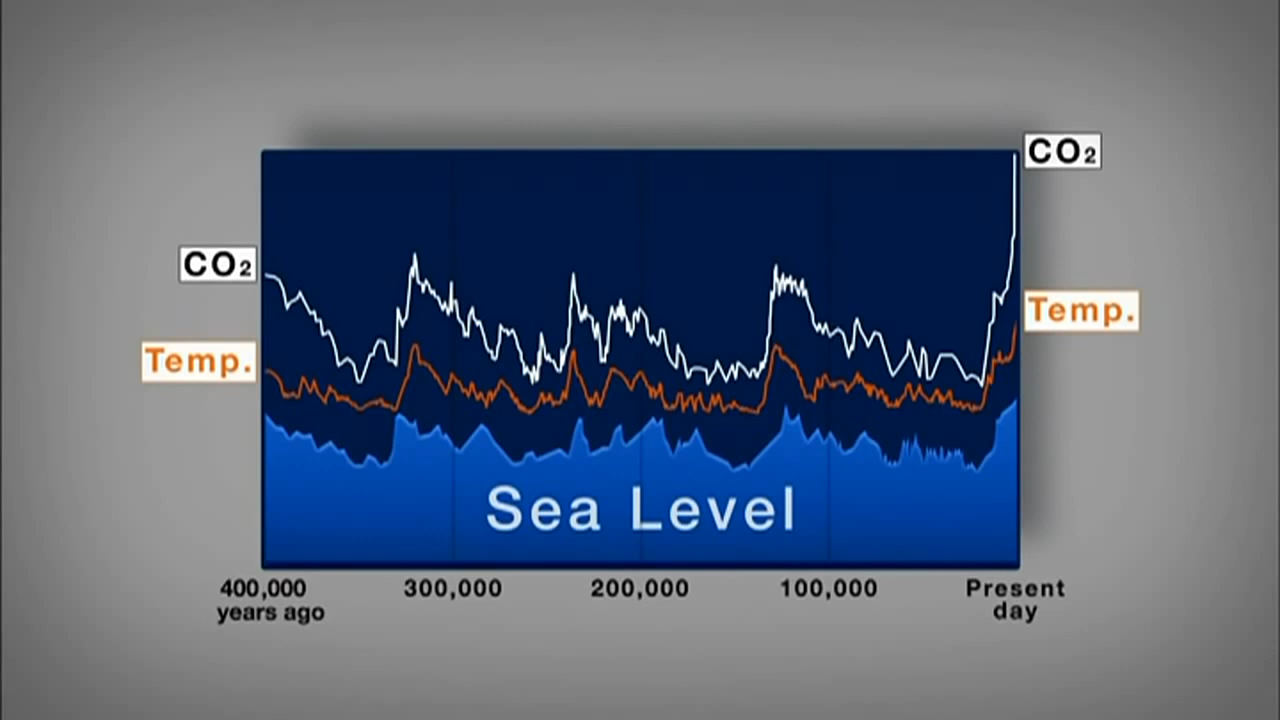 CO₂
CO₂
Temp.
Temp.
Sea Level
400,000 years ago
300,000
200,000
100,000
Present day